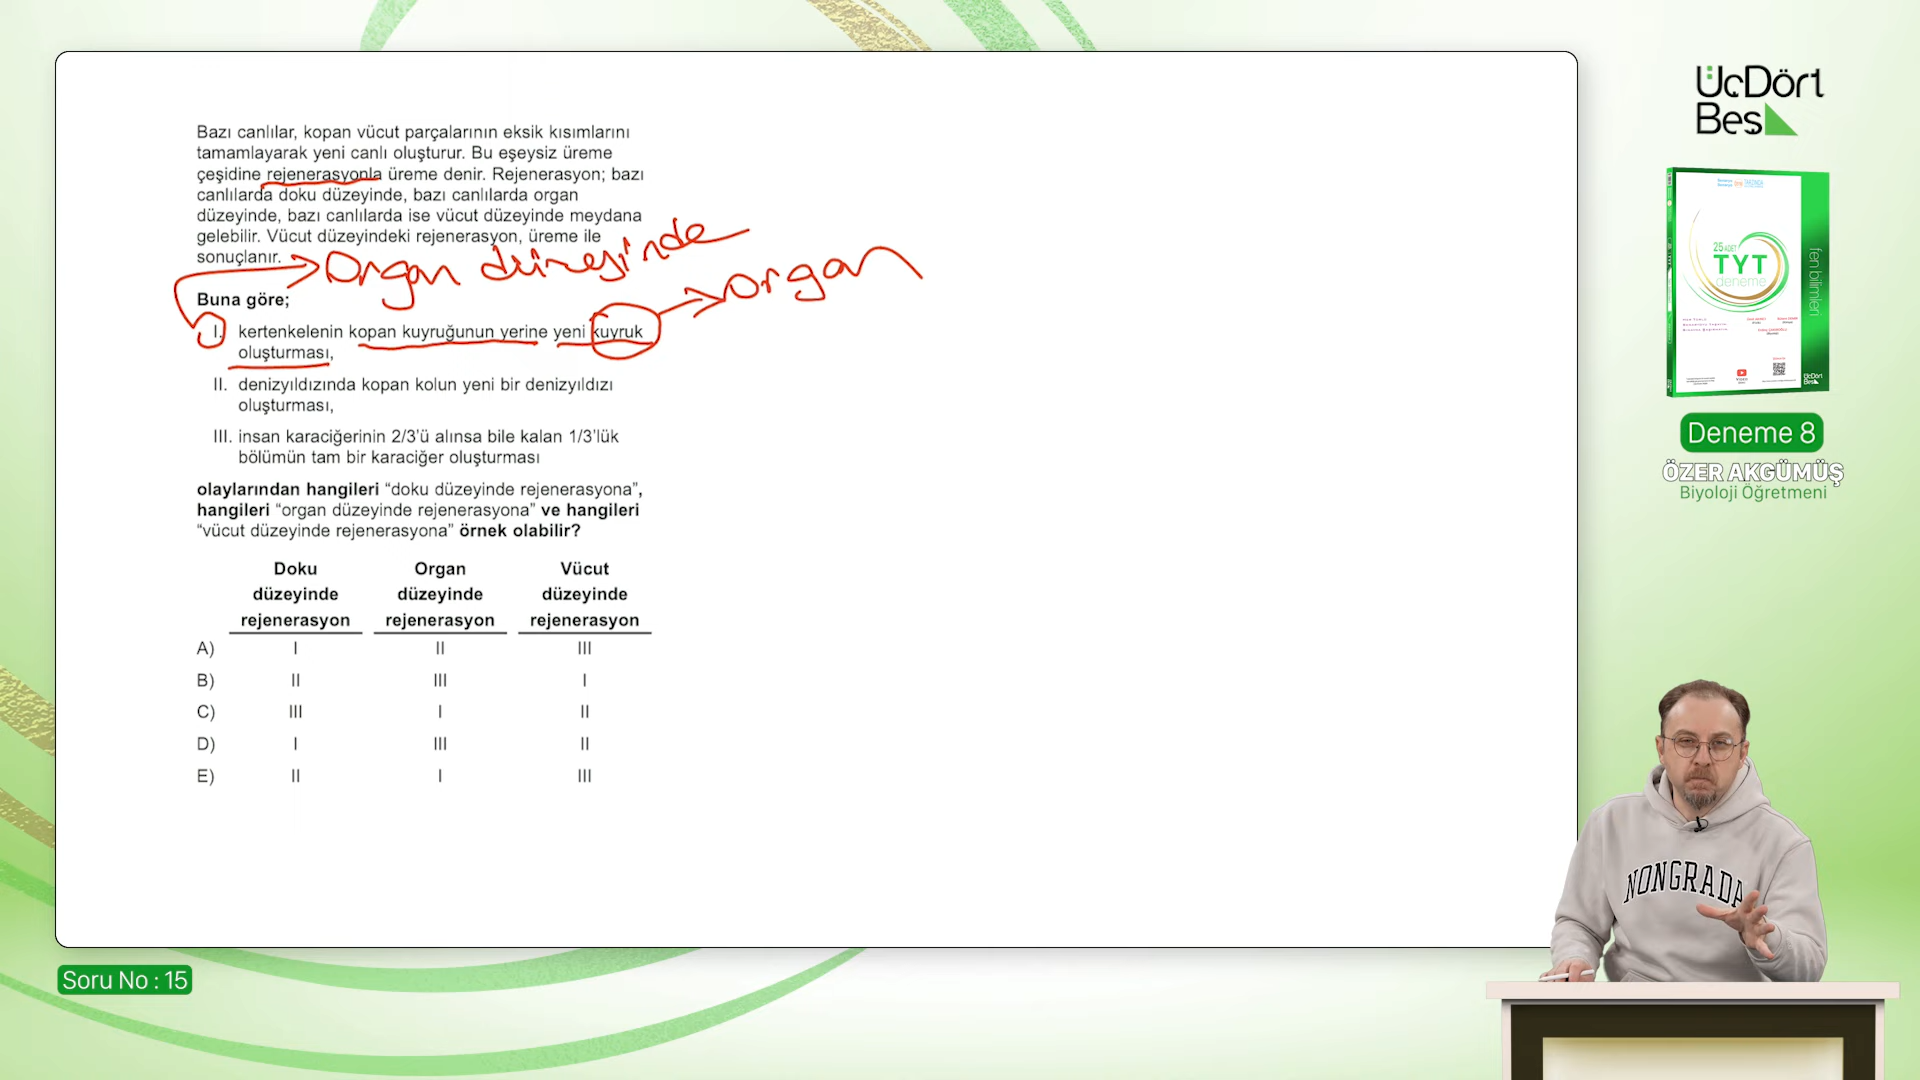 Bazı canlılar, kopan vücut parçalarının eksik kısımlarını
tamamlayarak yeni canlı oluşturur. Bu eşeysiz üreme
çeşidine rejenerasyonla üreme denir. Rejenerasyon; bazı
canlılarda doku düzeyinde, bazı canlılarda organ
düzeyinde, bazı canlılarda ise vücut düzeyinde meydana
gelebilir. Vücut düzeyindeki rejenerasyon, üreme ile
sonuçlanır.
Organ düzeyinde
Organ
Buna göre;
I. kertenkelenin kopan kuyruğunun yerine yeni kuyruk
oluşturması,
II. denizyıldızında kopan kolun yeni bir denizyıldızı
oluşturması,
III. insan karaciğerinin 2/3'ü alınsa bile kalan 1/3'lük
bölümün tam bir karaciğer oluşturması
olaylarından hangileri “doku düzeyinde rejenerasyona”,
hangileri “organ düzeyinde rejenerasyona” ve hangileri
“vücut düzeyinde rejenerasyona” örnek olabilir?
Doku Organ Vücut
düzeyinde düzeyinde düzeyinde
rejenerasyon rejenerasyon rejenerasyon
A) I II III
B) II III I
C) III I II
D) I III II
E) II I III
Soru No : 15
ÜçDört
Beş
25 ADET
TYT
deneme
fen bilimleri
ÜçDört
Beş
Deneme 8
ÖZER AKGÜMÜŞ
Biyoloji Öğretmeni
NONGRADA